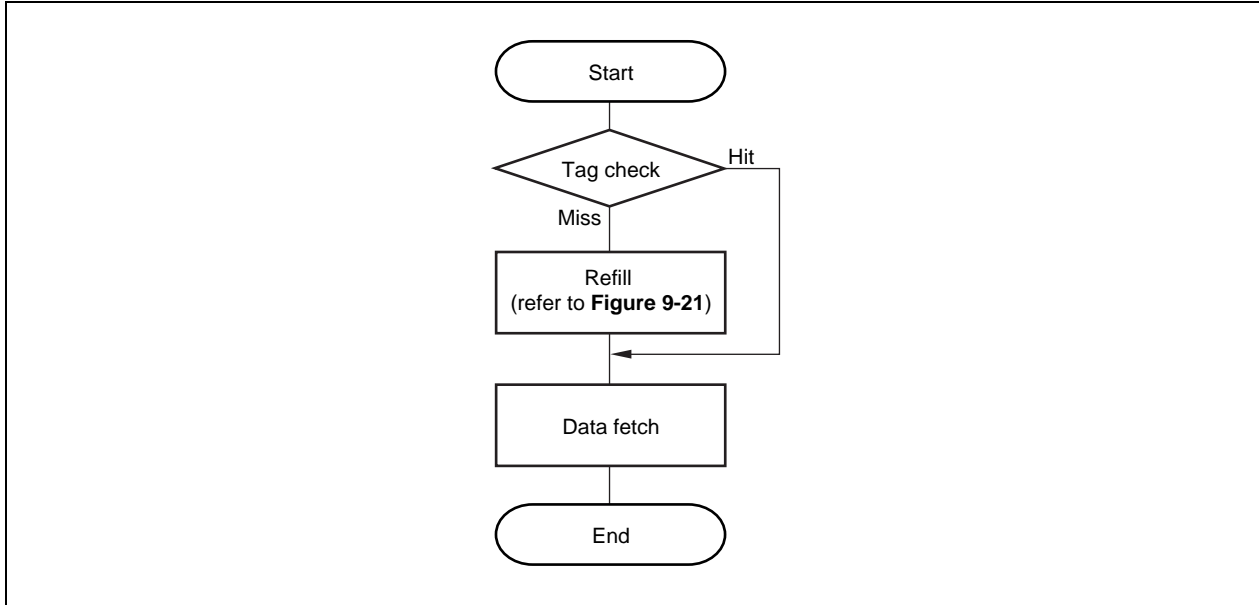 Start
Tag check
Hit
Miss
Refill
(refer to Figure 9-21)
Data fetch
End